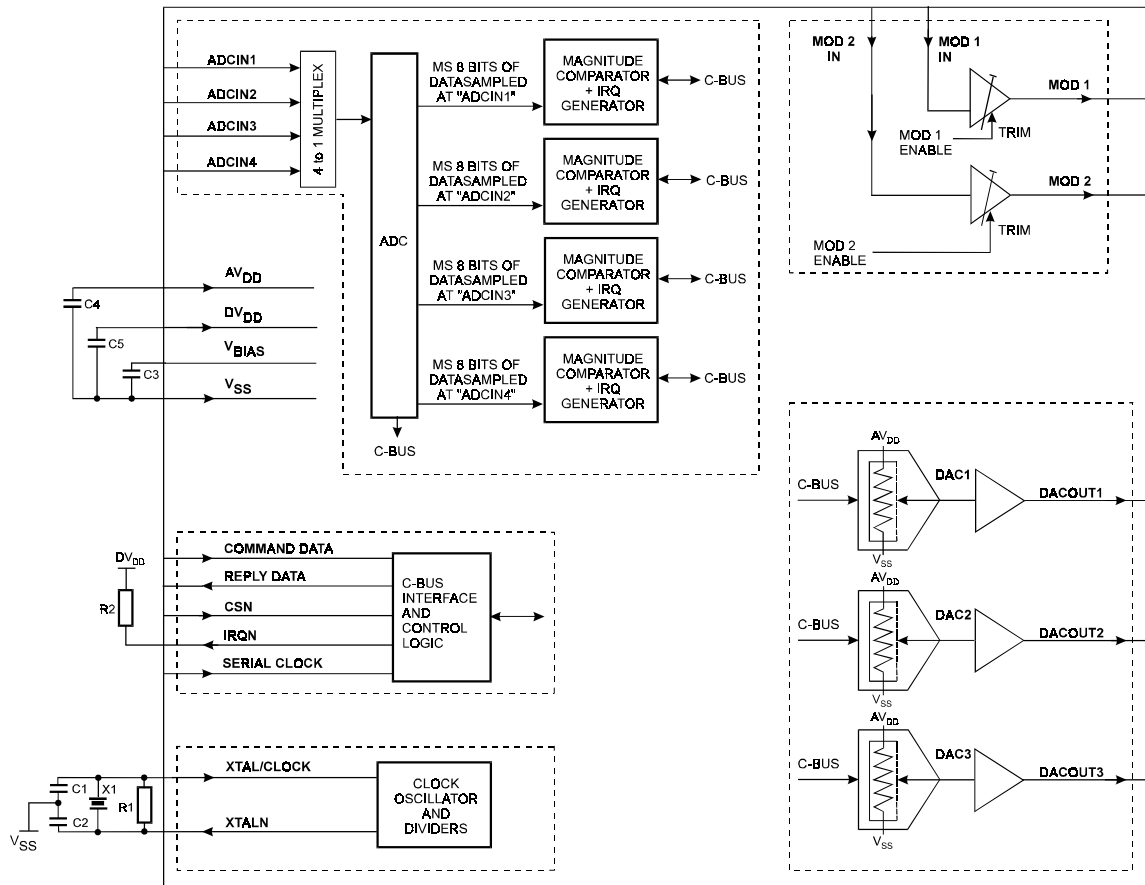 ADCIN1
ADCIN2
ADCIN3
ADCIN4
4 to 1 MULTIPLEX
ADC
C-BUS
MS 8 BITS OF
DATASAMPLED
AT "ADCIN1"
MAGNITUDE
COMPARATOR
+ IRQ
GENERATOR
C-BUS
MS 8 BITS OF
DATASAMPLED
AT "ADCIN2"
MAGNITUDE
COMPARATOR
+ IRQ
GENERATOR
C-BUS
MS 8 BITS OF
DATASAMPLED
AT "ADCIN3"
MAGNITUDE
COMPARATOR
+ IRQ
GENERATOR
C-BUS
MS 8 BITS OF
DATASAMPLED
AT "ADCIN4"
MAGNITUDE
COMPARATOR
+ IRQ
GENERATOR
C-BUS
MOD 2
IN
MOD 1
IN
MOD 1
TRIM
MOD 1
ENABLE
MOD 2
TRIM
MOD 2
ENABLE
AVDD
C4
DVDD
C5
VBIAS
C3
VSS
DVDD
R2
COMMAND DATA
REPLY DATA
CSN
IRQN
SERIAL CLOCK
C-BUS
INTERFACE
AND
CONTROL
LOGIC
XTAL/CLOCK
XTALN
C1
X1
R1
C2
VSS
CLOCK
OSCILLATOR
AND
DIVIDERS
AVDD
C-BUS
DAC1
DACOUT1
VSS
AVDD
C-BUS
DAC2
DACOUT2
VSS
AVDD
C-BUS
DAC3
DACOUT3
VSS